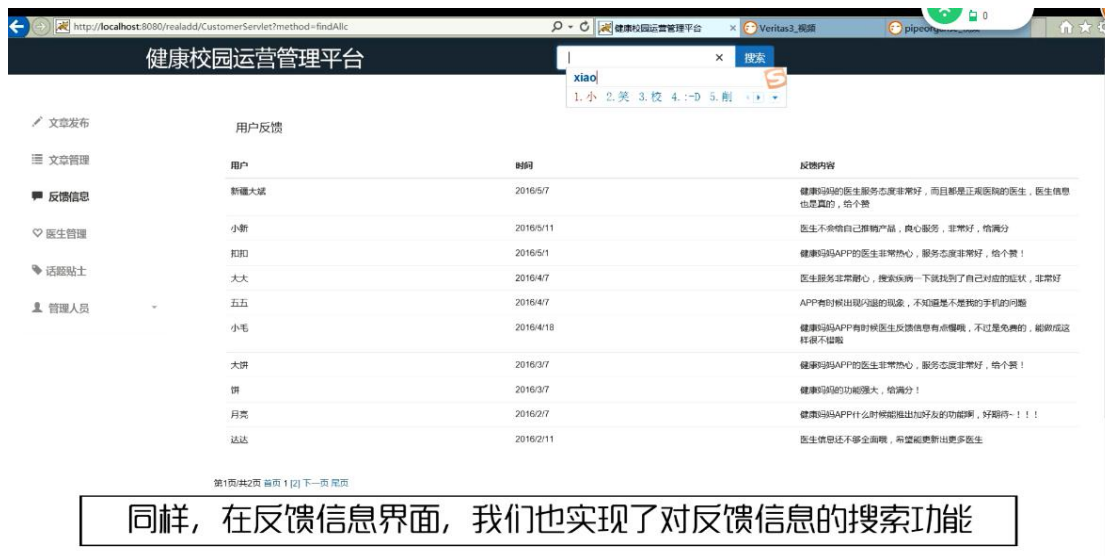 http://localhost:8080/realadd/CustomerServlet?method=findAllc
健康校园运营管理平台
Veritas3_视频
0
健康校园运营管理平台
搜索
xiao
1.小 2.笑 3.校 4.:-D 5.削
文章发布
文章管理
反馈信息
医生管理
话题贴士
管理人员
用户反馈
用户 时间 反馈内容
新疆大斌 2016/5/7 健康妈妈的医生服务态度非常好，而且都是正规医院的医生，医生信息
也是真的，给个赞
小新 2016/5/11 医生不会给自己推销产品，良心服务，非常好，给满分
扣扣 2016/5/1 健康妈妈APP的医生非常热心，服务态度非常好，给个赞！
大大 2016/4/7 医生服务非常耐心，搜索疾病一下就找到了自己对应的症状，非常好
五五 2016/4/7 APP有时候出现闪退的现象，不知道是不是我的手机的问题
小毛 2016/4/18 健康妈妈APP有时候医生反馈信息有点慢哦，不过是免费的，能做成这
样很不错啦
大饼 2016/3/7 健康妈妈APP的医生非常热心，服务态度非常好，给个赞！
饼 2016/3/7 健康妈妈的功能强大，给满分！
月亮 2016/2/7 健康妈妈APP什么时候能推出加好友的功能啊，好期待~！！！
达达 2016/2/11 医生信息还不够全面哦，希望能更新出更多医生
第1页/共2页 首页 1 [2] 下一页 尾页
同样，在反馈信息界面，我们也实现了对反馈信息的搜索功能